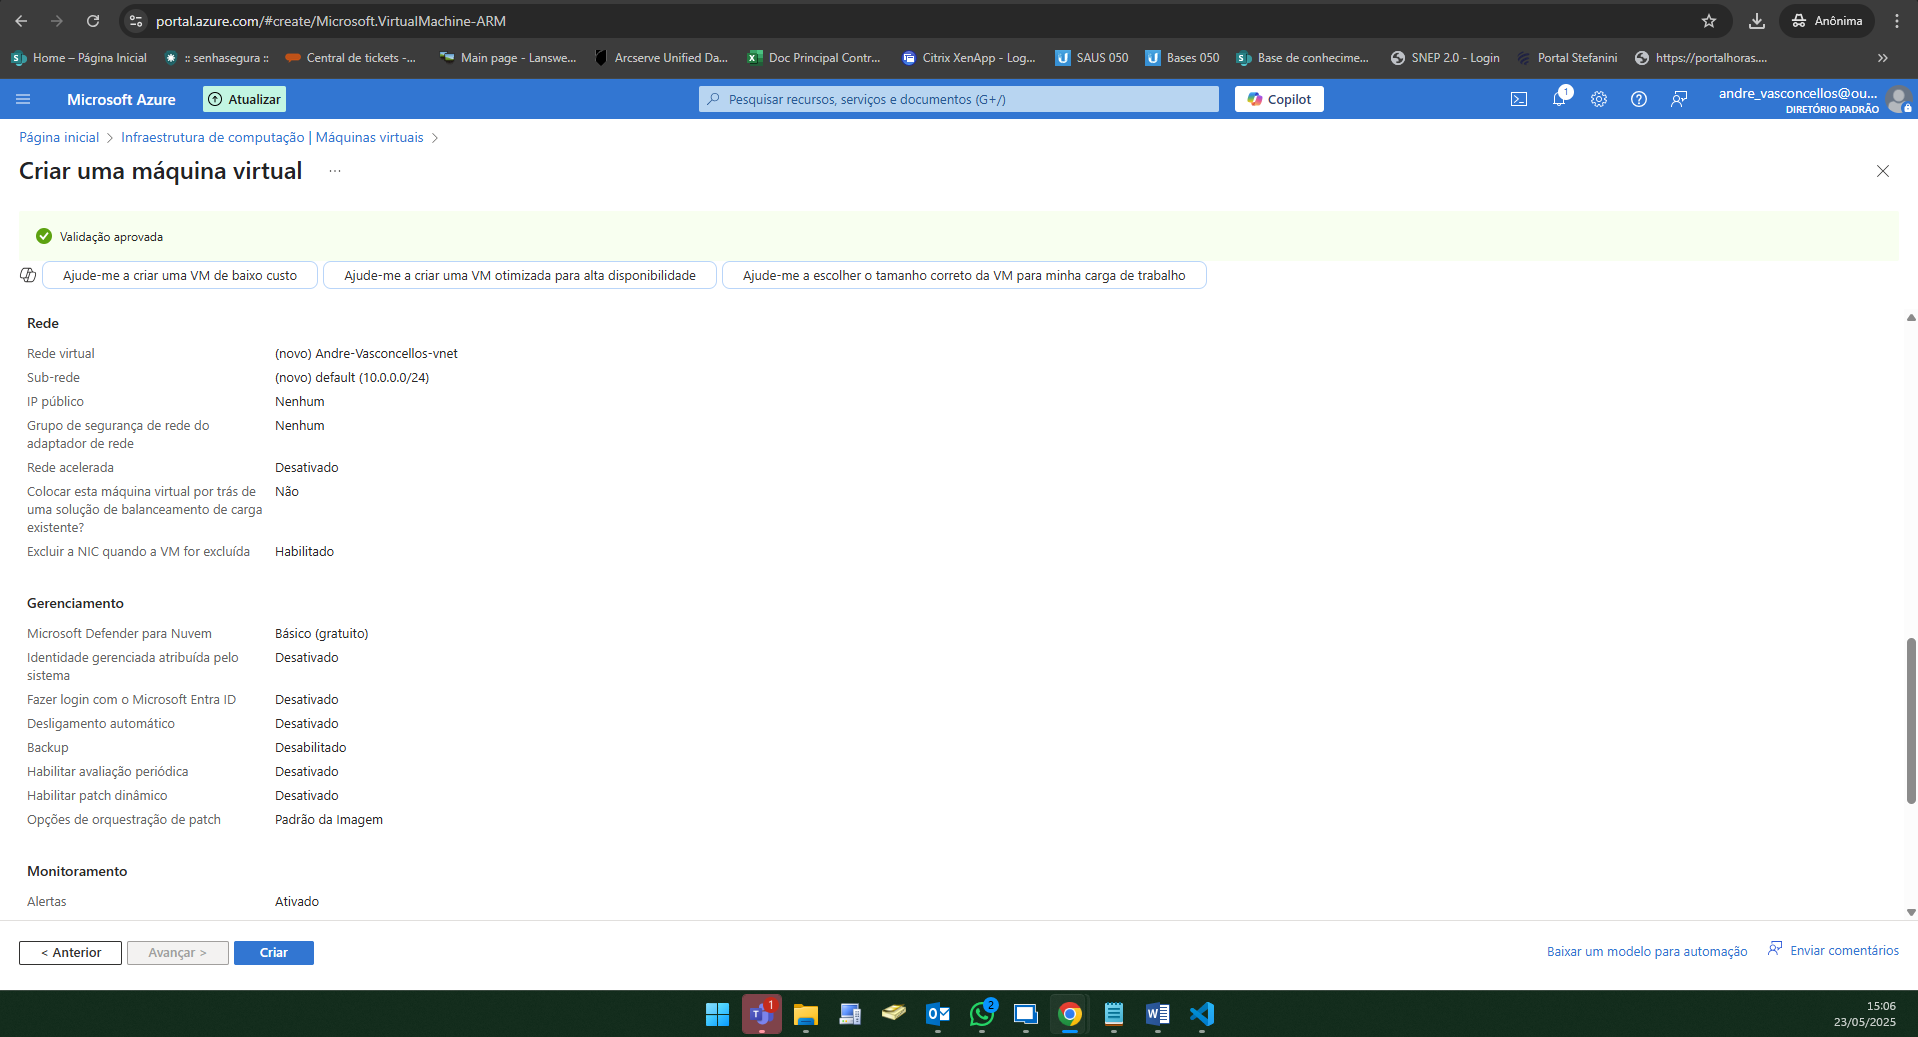 portal.azure.com/#create/Microsoft.VirtualMachine-ARM
Anônima
Home – Página Inicial
:: senhasegura ::
Central de tickets -...
Main page - Lanswe...
Arcserve Unified Da...
Doc Principal Contr...
Citrix XenApp - Log...
SAUS 050
Bases 050
Base de conhecime...
SNEP 2.0 - Login
Portal Stefanini
https://portalhoras....
Microsoft Azure
Atualizar
Pesquisar recursos, serviços e documentos (G+/)
Copilot
1
andre_vasconcellos@ou...
DIRETÓRIO PADRÃO
Página inicial > Infraestrutura de computação | Máquinas virtuais >
Criar uma máquina virtual ...
Validação aprovada
Ajude-me a criar uma VM de baixo custo
Ajude-me a criar uma VM otimizada para alta disponibilidade
Ajude-me a escolher o tamanho correto da VM para minha carga de trabalho
Rede
Rede virtual (novo) Andre-Vasconcellos-vnet
Sub-rede (novo) default (10.0.0.0/24)
IP público Nenhum
Grupo de segurança de rede do Nenhum
adaptador de rede
Rede acelerada Desativado
Colocar esta máquina virtual por trás de Não
uma solução de balanceamento de carga
existente?
Excluir a NIC quando a VM for excluída Habilitado
Gerenciamento
Microsoft Defender para Nuvem Básico (gratuito)
Identidade gerenciada atribuída pelo Desativado
sistema
Fazer login com o Microsoft Entra ID Desativado
Desligamento automático Desativado
Backup Desabilitado
Habilitar avaliação periódica Desativado
Habilitar patch dinâmico Desativado
Opções de orquestração de patch Padrão da Imagem
Monitoramento
Alertas Ativado
< Anterior
Avançar >
Criar
Baixar um modelo para automação
Enviar comentários
1
2
15:06
23/05/2025